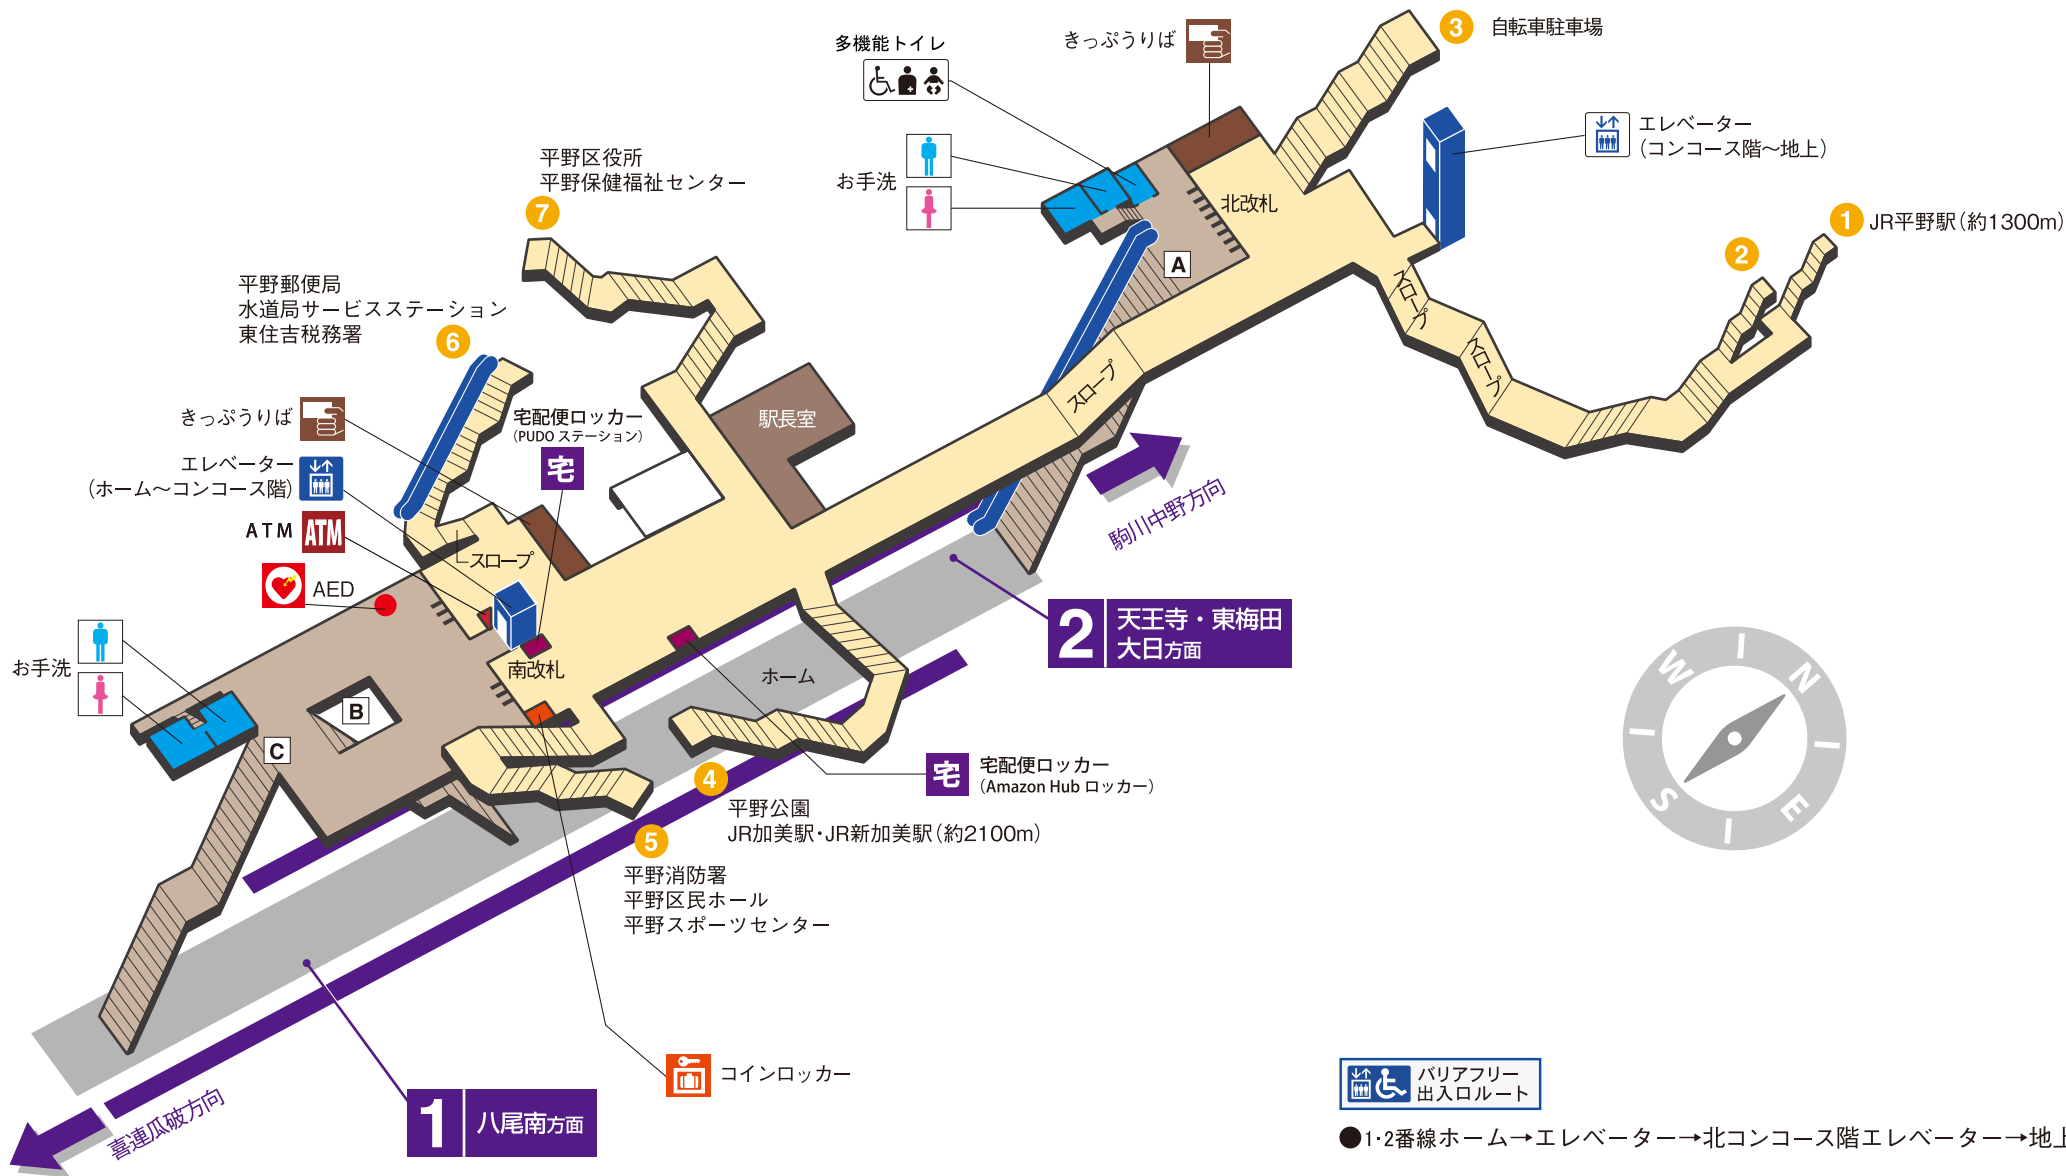 3
自転車駐車場
きっぷうりば
多機能トイレ
エレベーター
(コンコース階～地上)
お手洗
北改札
A
1
JR平野駅(約1300m)
2
スロープ
スロープ
スロープ
平野区役所
平野保健福祉センター
7
平野郵便局
水道局サービスステーション
東住吉税務署
6
きっぷうりば
エレベーター
(ホーム～コンコース階)
ATM
ATM
AED
お手洗
宅配便ロッカー
(PUDO ステーション)
宅
駅長室
スロープ
南改札
B
C
駒川中野方向
2
天王寺・東梅田
大日方面
ホーム
宅
宅配便ロッカー
(Amazon Hub ロッカー)
4
平野公園
JR加美駅・JR新加美駅(約2100m)
5
平野消防署
平野区民ホール
平野スポーツセンター
コインロッカー
1
八尾南方面
喜連瓜破方向
W
N
S
E
バリアフリー
出入口ルート
●1・2番線ホーム→エレベーター→北コンコース階エレベーター→地上